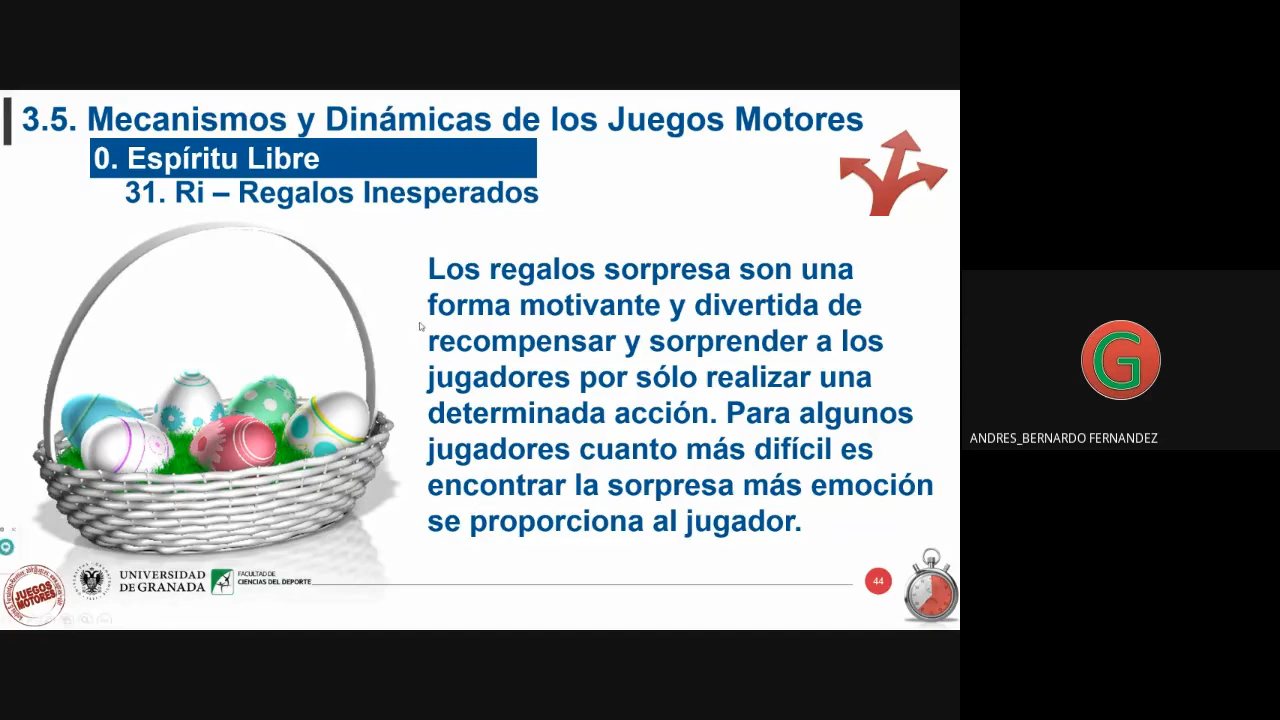 3.5. Mecanismos y Dinámicas de los Juegos Motores
0. Espíritu Libre
31. Ri – Regalos Inesperados
Los regalos sorpresa son una
forma motivante y divertida de
recompensar y sorprender a los
jugadores por sólo realizar una
determinada acción. Para algunos
jugadores cuanto más difícil es
encontrar la sorpresa más emoción
se proporciona al jugador.
JUEGOS
MOTORES
UNIVERSIDAD
DE GRANADA
FACULTAD DE
CIENCIAS DEL DEPORTE
44
G
ANDRES_BERNARDO FERNANDEZ